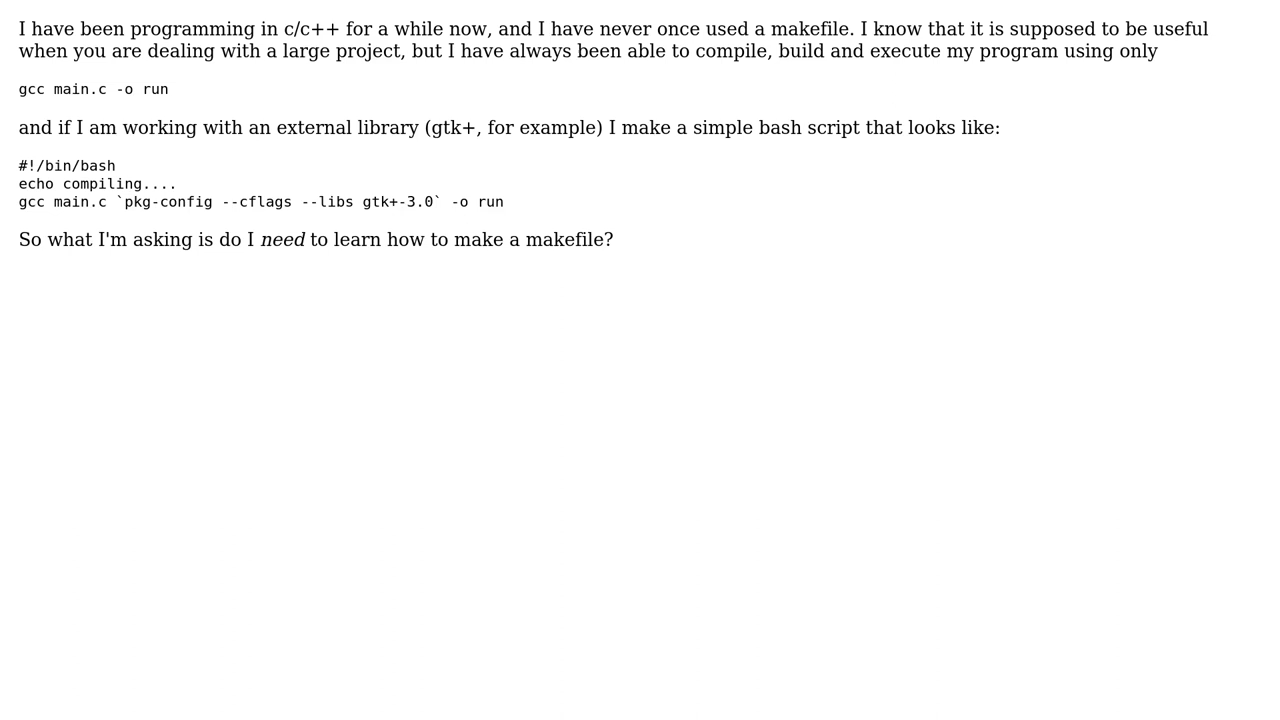 I have been programming in c/c++ for a while now, and I have never once used a makefile. I know that it is supposed to be useful
when you are dealing with a large project, but I have always been able to compile, build and execute my program using only
gcc main.c -o run
and if I am working with an external library (gtk+, for example) I make a simple bash script that looks like:
#!/bin/bash
echo compiling....
gcc main.c `pkg-config --cflags --libs gtk+-3.0` -o run
So what I'm asking is do I need to learn how to make a makefile?